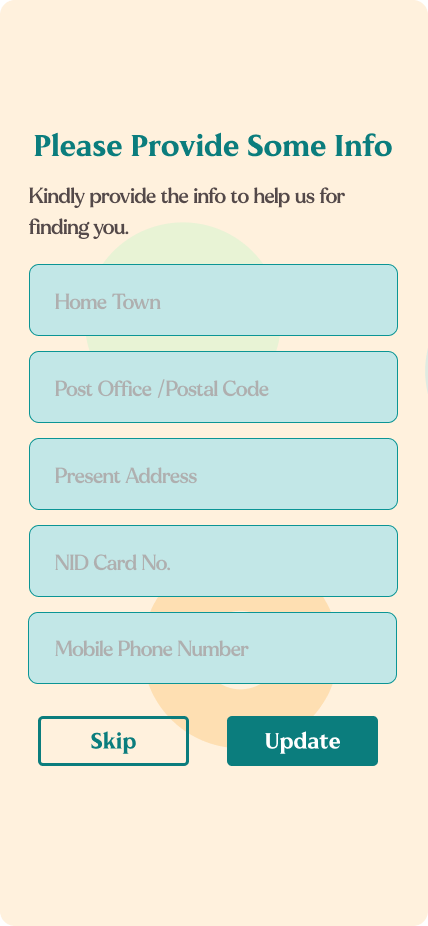 Please Provide Some Info
Kindly provide the info to help us for
finding you.
Home Town
Post Office /Postal Code
Present Address
NID Card No.
Mobile Phone Number
Skip
Update